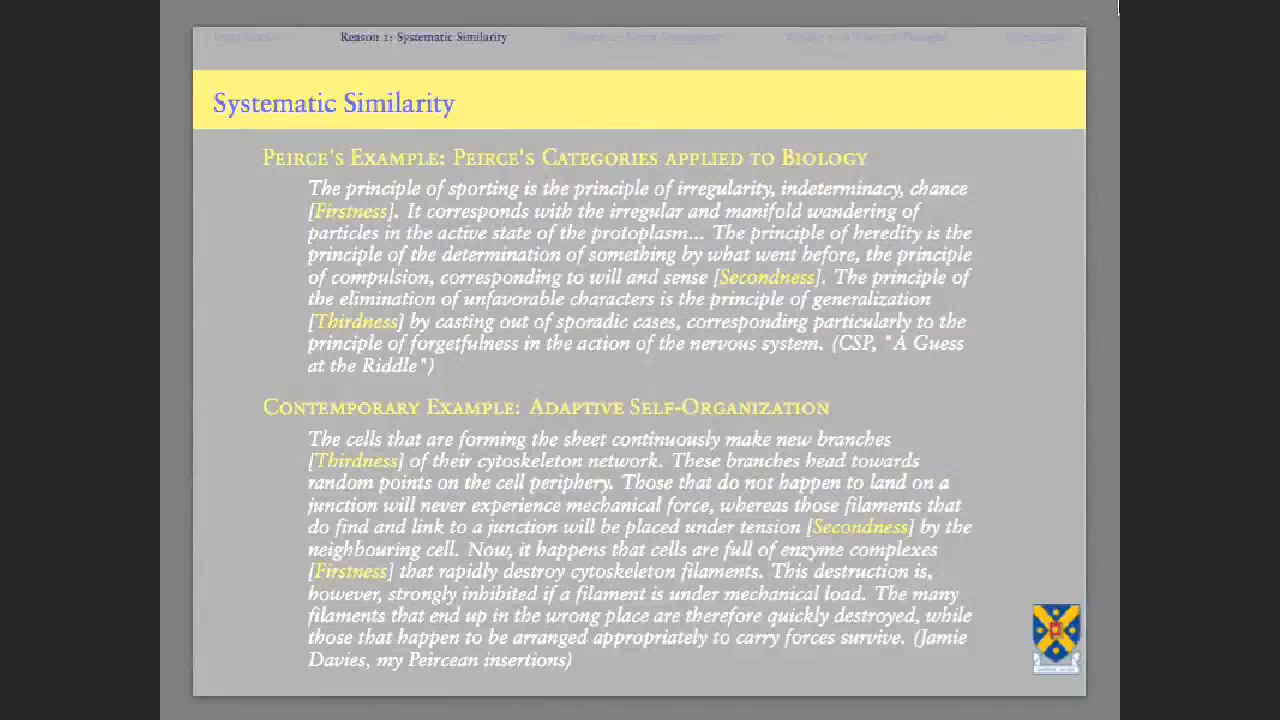 Reason 1: Systematic Similarity
Systematic Similarity
Peirce's Example: Peirce's Categories applied to Biology
The principle of sporting is the principle of irregularity, indeterminacy, chance
[Firstness]. It corresponds with the irregular and manifold wandering of
particles in the active state of the protoplasm... The principle of heredity is the
principle of the determination of something by what went before, the principle
of compulsion, corresponding to will and sense [Secondness]. The principle of
the elimination of unfavorable characters is the principle of generalization
[Thirdness] by casting out of sporadic cases, corresponding particularly to the
principle of forgetfulness in the action of the nervous system. (CSP, "A Guess
at the Riddle")
Contemporary Example: Adaptive Self-Organization
The cells that are forming the sheet continuously make new branches
[Thirdness] of their cytoskeleton network. These branches head towards
random points on the cell periphery. Those that do not happen to land on a
junction will never experience mechanical force, whereas those filaments that
do find and link to a junction will be placed under tension [Secondness] by the
neighbouring cell. Now, it happens that cells are full of enzyme complexes
[Firstness] that rapidly destroy cytoskeleton filaments. This destruction is,
however, strongly inhibited if a filament is under mechanical load. The many
filaments that end up in the wrong place are therefore quickly destroyed, while
those that happen to be arranged appropriately to carry forces survive. (Jamie
Davies, my Peircean insertions)